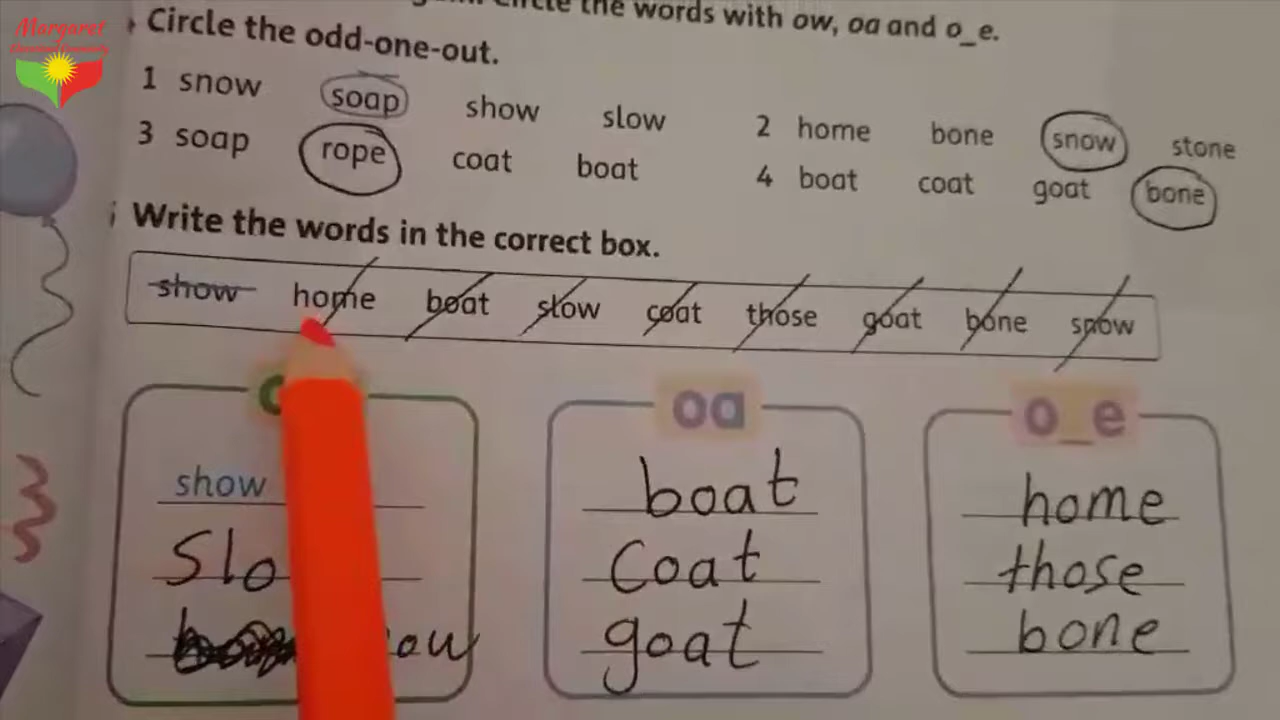 Margaret
Circle the words with ow, oa and o_e.
Circle the odd-one-out.
1 snow soap show slow
2 home bone snow stone
3 soap rope coat boat
4 boat coat goat bone
Write the words in the correct box.
show home boat slow coat those goat bone snow
oa
o_e
show
boat
home
Coat
those
goat
bone